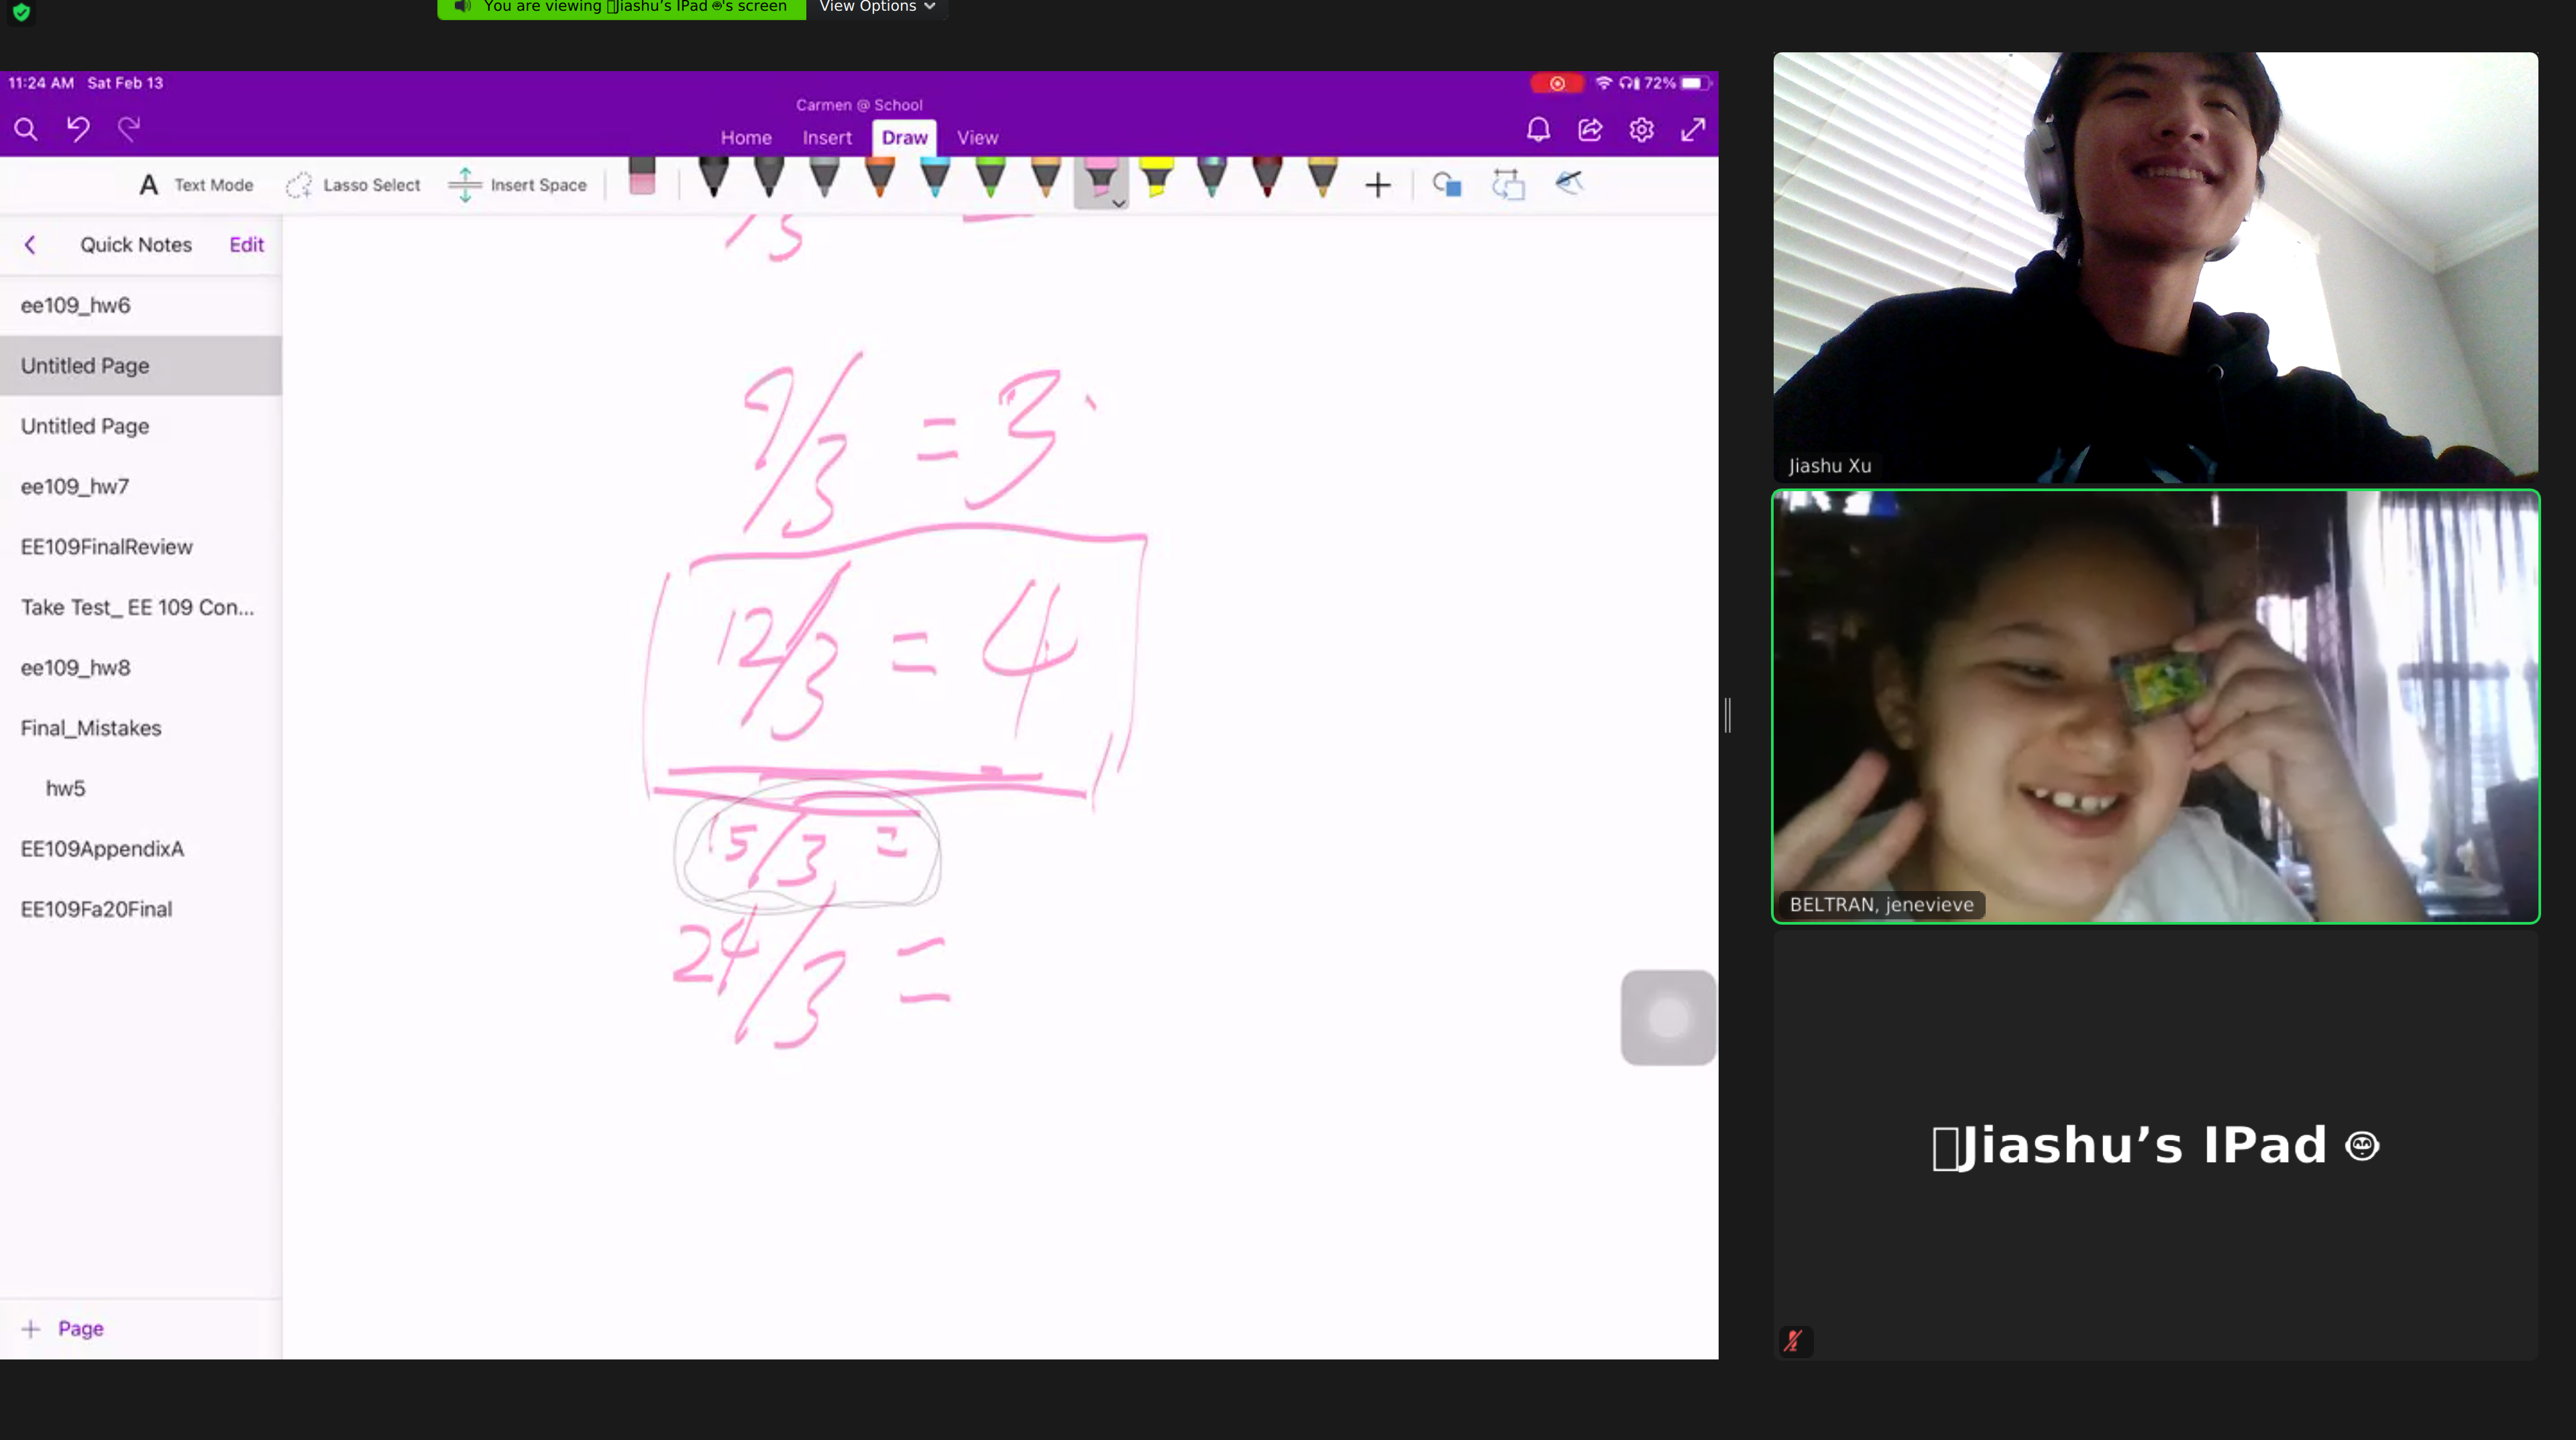 You are viewing Jiashu’s IPad's screen
View Options
11:24 AM Sat Feb 13
72%
Carmen @ School
Home Insert Draw View
A Text Mode Lasso Select Insert Space
Quick Notes Edit
ee109_hw6
Untitled Page
Untitled Page
ee109_hw7
EE109FinalReview
Take Test_ EE 109 Con...
ee109_hw8
Final_Mistakes
hw5
EE109AppendixA
EE109Fa20Final
+ Page
/3
9/3 = 3
12/3 = 4
15/3 =
24/3 =
Jiashu Xu
BELTRAN, jenevieve
Jiashu’s IPad